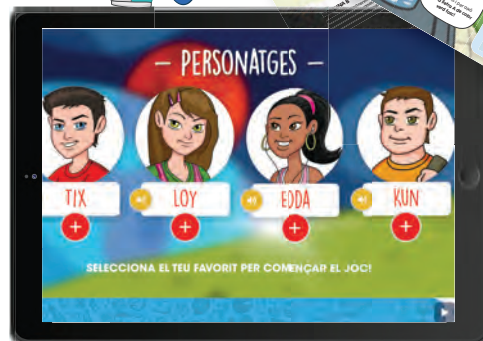 – PERSONATGES –
TIX
LOY
EDDA
KUN
SELECCIONA EL TEU FAVORIT PER COMENÇAR EL JOC!